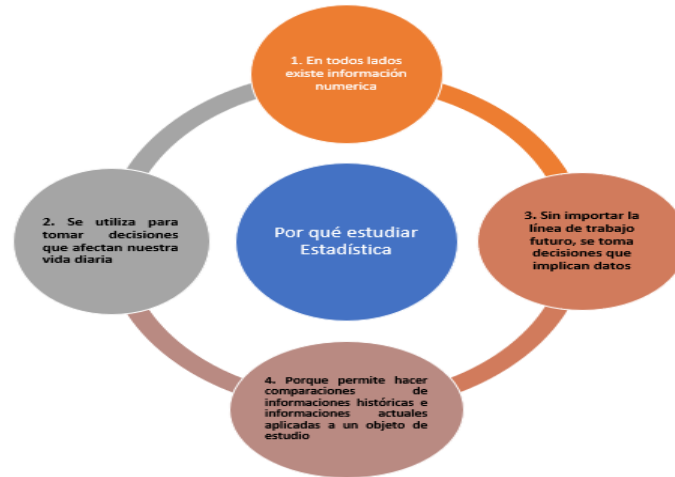 1. En todos lados
existe información
numerica
2. Se utiliza para
tomar decisiones
que afectan nuestra
vida diaria
Por qué estudiar
Estadística
3. Sin importar la
línea de trabajo
futuro, se toma
decisiones que
implican datos
4. Porque permite hacer
comparaciones de
informaciones históricas e
informaciones actuales
aplicadas a un objeto de
estudio